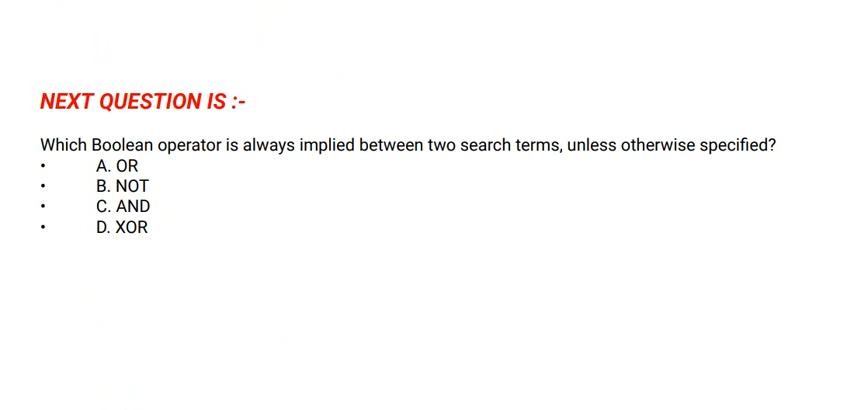 NEXT QUESTION IS :-
Which Boolean operator is always implied between two search terms, unless otherwise specified?
• A. OR
• B. NOT
• C. AND
• D. XOR